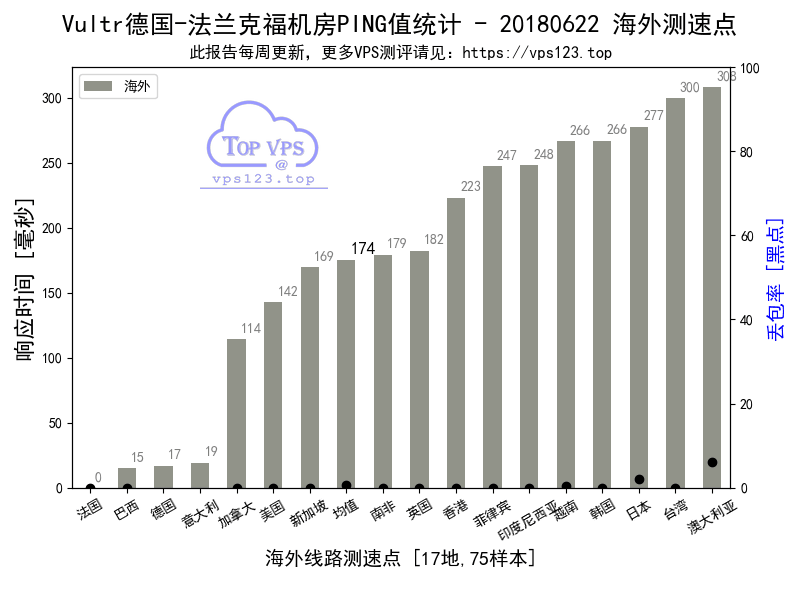 Vultr德国-法兰克福机房PING值统计 - 20180622 海外测速点
此报告每周更新，更多VPS测评请见：https://vps123.top
海外
TOP VPS
@
vps123.top
响应时间 [毫秒]
丢包率 [黑点]
300
250
200
150
100
50
0
100
80
60
40
20
0
0
15
17
19
114
142
169
174
179
182
223
247
248
266
266
277
300
308
法国
巴西
德国
意大利
加拿大
美国
新加坡
均值
南非
英国
香港
菲律宾
印度尼西亚
越南
韩国
日本
台湾
澳大利亚
海外线路测速点 [17地,75样本]